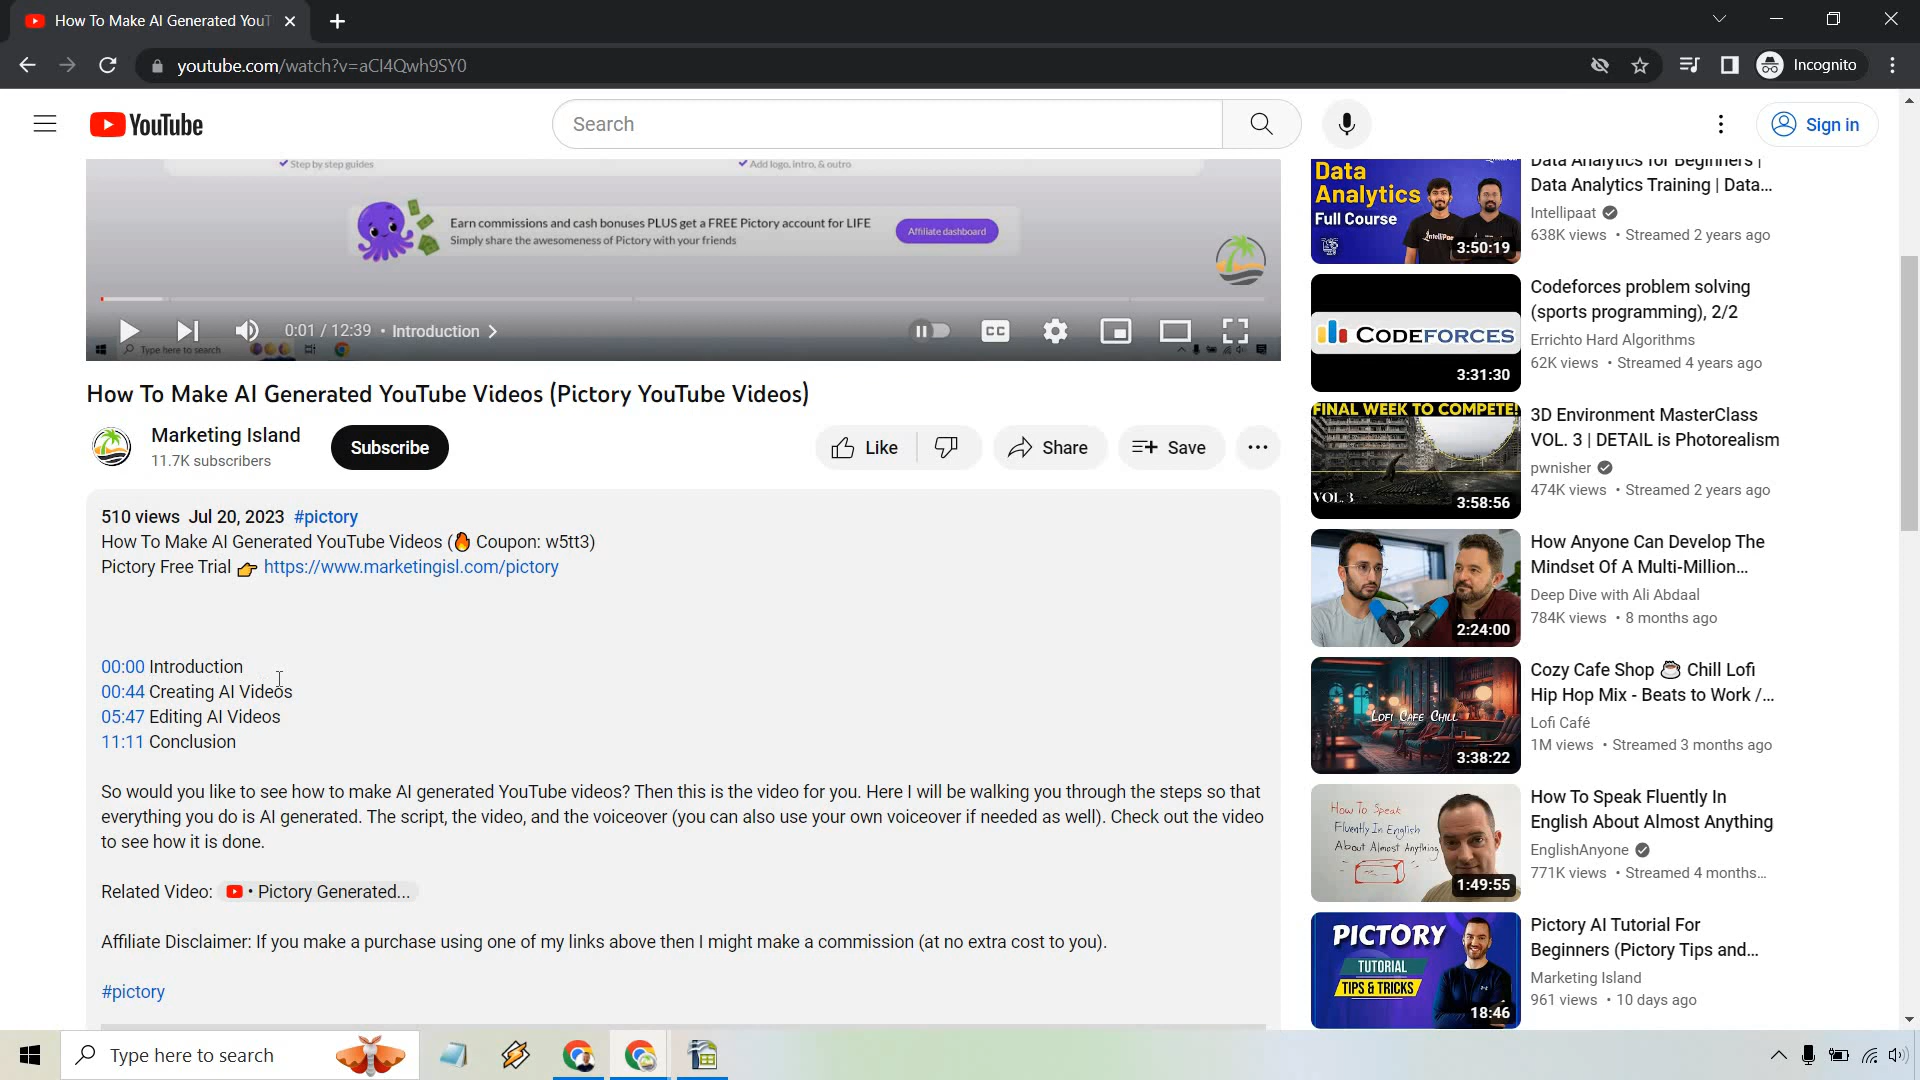 How To Make AI Generated YouT
youtube.com/watch?v=aCI4Qwh9SY0
Incognito
YouTube
Search
Sign in
Step by step guides
Add logo, intro, & outro
Earn commissions and cash bonuses PLUS get a FREE Pictory account for LIFE
Simply share the awesomeness of Pictory with your friends
Affiliate dashboard
0:01 / 12:39 • Introduction
CC
Type here to search
How To Make AI Generated YouTube Videos (Pictory YouTube Videos)
Marketing Island
11.7K subscribers
Subscribe
Like
Share
Save
510 views Jul 20, 2023 #pictory
How To Make AI Generated YouTube Videos (🔥 Coupon: w5tt3)
Pictory Free Trial 👉 https://www.marketingisl.com/pictory
00:00 Introduction
00:44 Creating AI Videos
05:47 Editing AI Videos
11:11 Conclusion
So would you like to see how to make AI generated YouTube videos? Then this is the video for you. Here I will be walking you through the steps so that
everything you do is AI generated. The script, the video, and the voiceover (you can also use your own voiceover if needed as well). Check out the video
to see how it is done.
Related Video: • Pictory Generated...
Affiliate Disclaimer: If you make a purchase using one of my links above then I might make a commission (at no extra cost to you).
#pictory
Data Analytics for Beginners |
Data Analytics Training | Data...
Intellipaat
638K views • Streamed 2 years ago
Data
Analytics
Full Course
3:50:19
Codeforces problem solving
(sports programming), 2/2
Errichto Hard Algorithms
62K views • Streamed 4 years ago
CODEFORCES
3:31:30
3D Environment MasterClass
VOL. 3 | DETAIL is Photorealism
pwnisher
474K views • Streamed 2 years ago
FINAL WEEK TO COMPETE!
VOL. 3
3:58:56
How Anyone Can Develop The
Mindset Of A Multi-Million...
Deep Dive with Ali Abdaal
784K views • 8 months ago
2:24:00
Cozy Cafe Shop ☕ Chill Lofi
Hip Hop Mix - Beats to Work /...
Lofi Café
1M views • Streamed 3 months ago
LOFI CAFE CHILL
3:38:22
How To Speak Fluently In
English About Almost Anything
EnglishAnyone
771K views • Streamed 4 months...
How To Speak
Fluently In English
About Almost Anything
1:49:55
Pictory AI Tutorial For
Beginners (Pictory Tips and...
Marketing Island
961 views • 10 days ago
PICTORY
TUTORIAL
TIPS & TRICKS
18:46
Type here to search